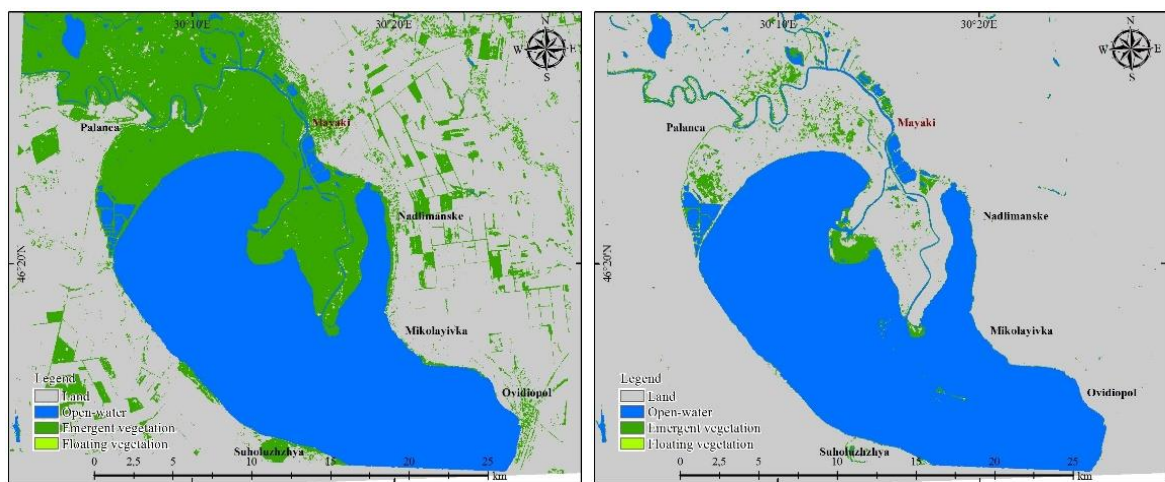 30°10'E 30°20'E
N
W E
S
Mayaki
Palanca
Nadlimanske
46°20'N
Mikolayivka
Legend
Land
Open-water
Emergent vegetation
Floating vegetation
Ovidiopol
Suholuzhzhya
0 2,5 5 10 15 20 25
km
30°10'E 30°20'E
N
W E
S
Mayaki
Palanca
Nadlimanske
46°20'N
Mikolayivka
Legend
Land
Open-water
Emergent vegetation
Floating vegetation
Ovidiopol
Suholuzhzhya
0 2,5 5 10 15 20 25
km